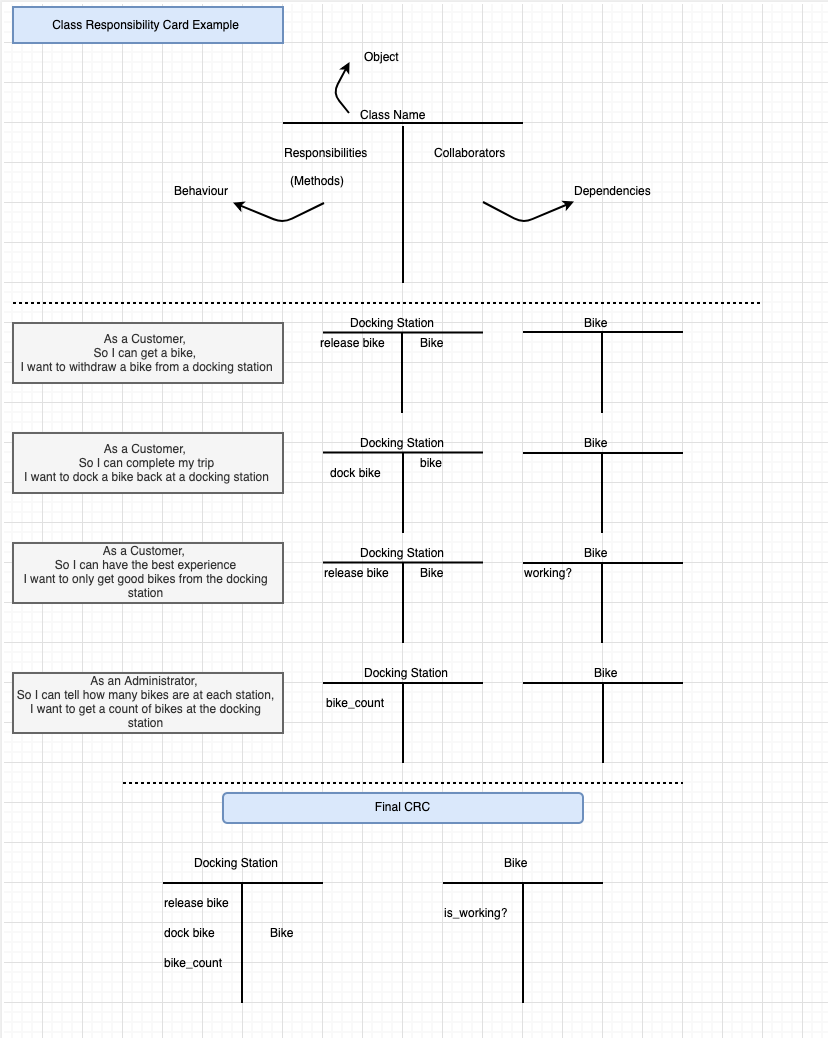 Class Responsibility Card Example
Object
Class Name
Responsibilities
Collaborators
(Methods)
Behaviour
Dependencies
As a Customer,
So I can get a bike,
I want to withdraw a bike from a docking station
Docking Station
release bike
Bike
Bike
As a Customer,
So I can complete my trip
I want to dock a bike back at a docking station
Docking Station
dock bike
bike
Bike
As a Customer,
So I can have the best experience
I want to only get good bikes from the docking
station
Docking Station
release bike
Bike
Bike
working?
As an Administrator,
So I can tell how many bikes are at each station,
I want to get a count of bikes at the docking
station
Docking Station
bike_count
Bike
Final CRC
Docking Station
release bike
dock bike
Bike
bike_count
Bike
is_working?